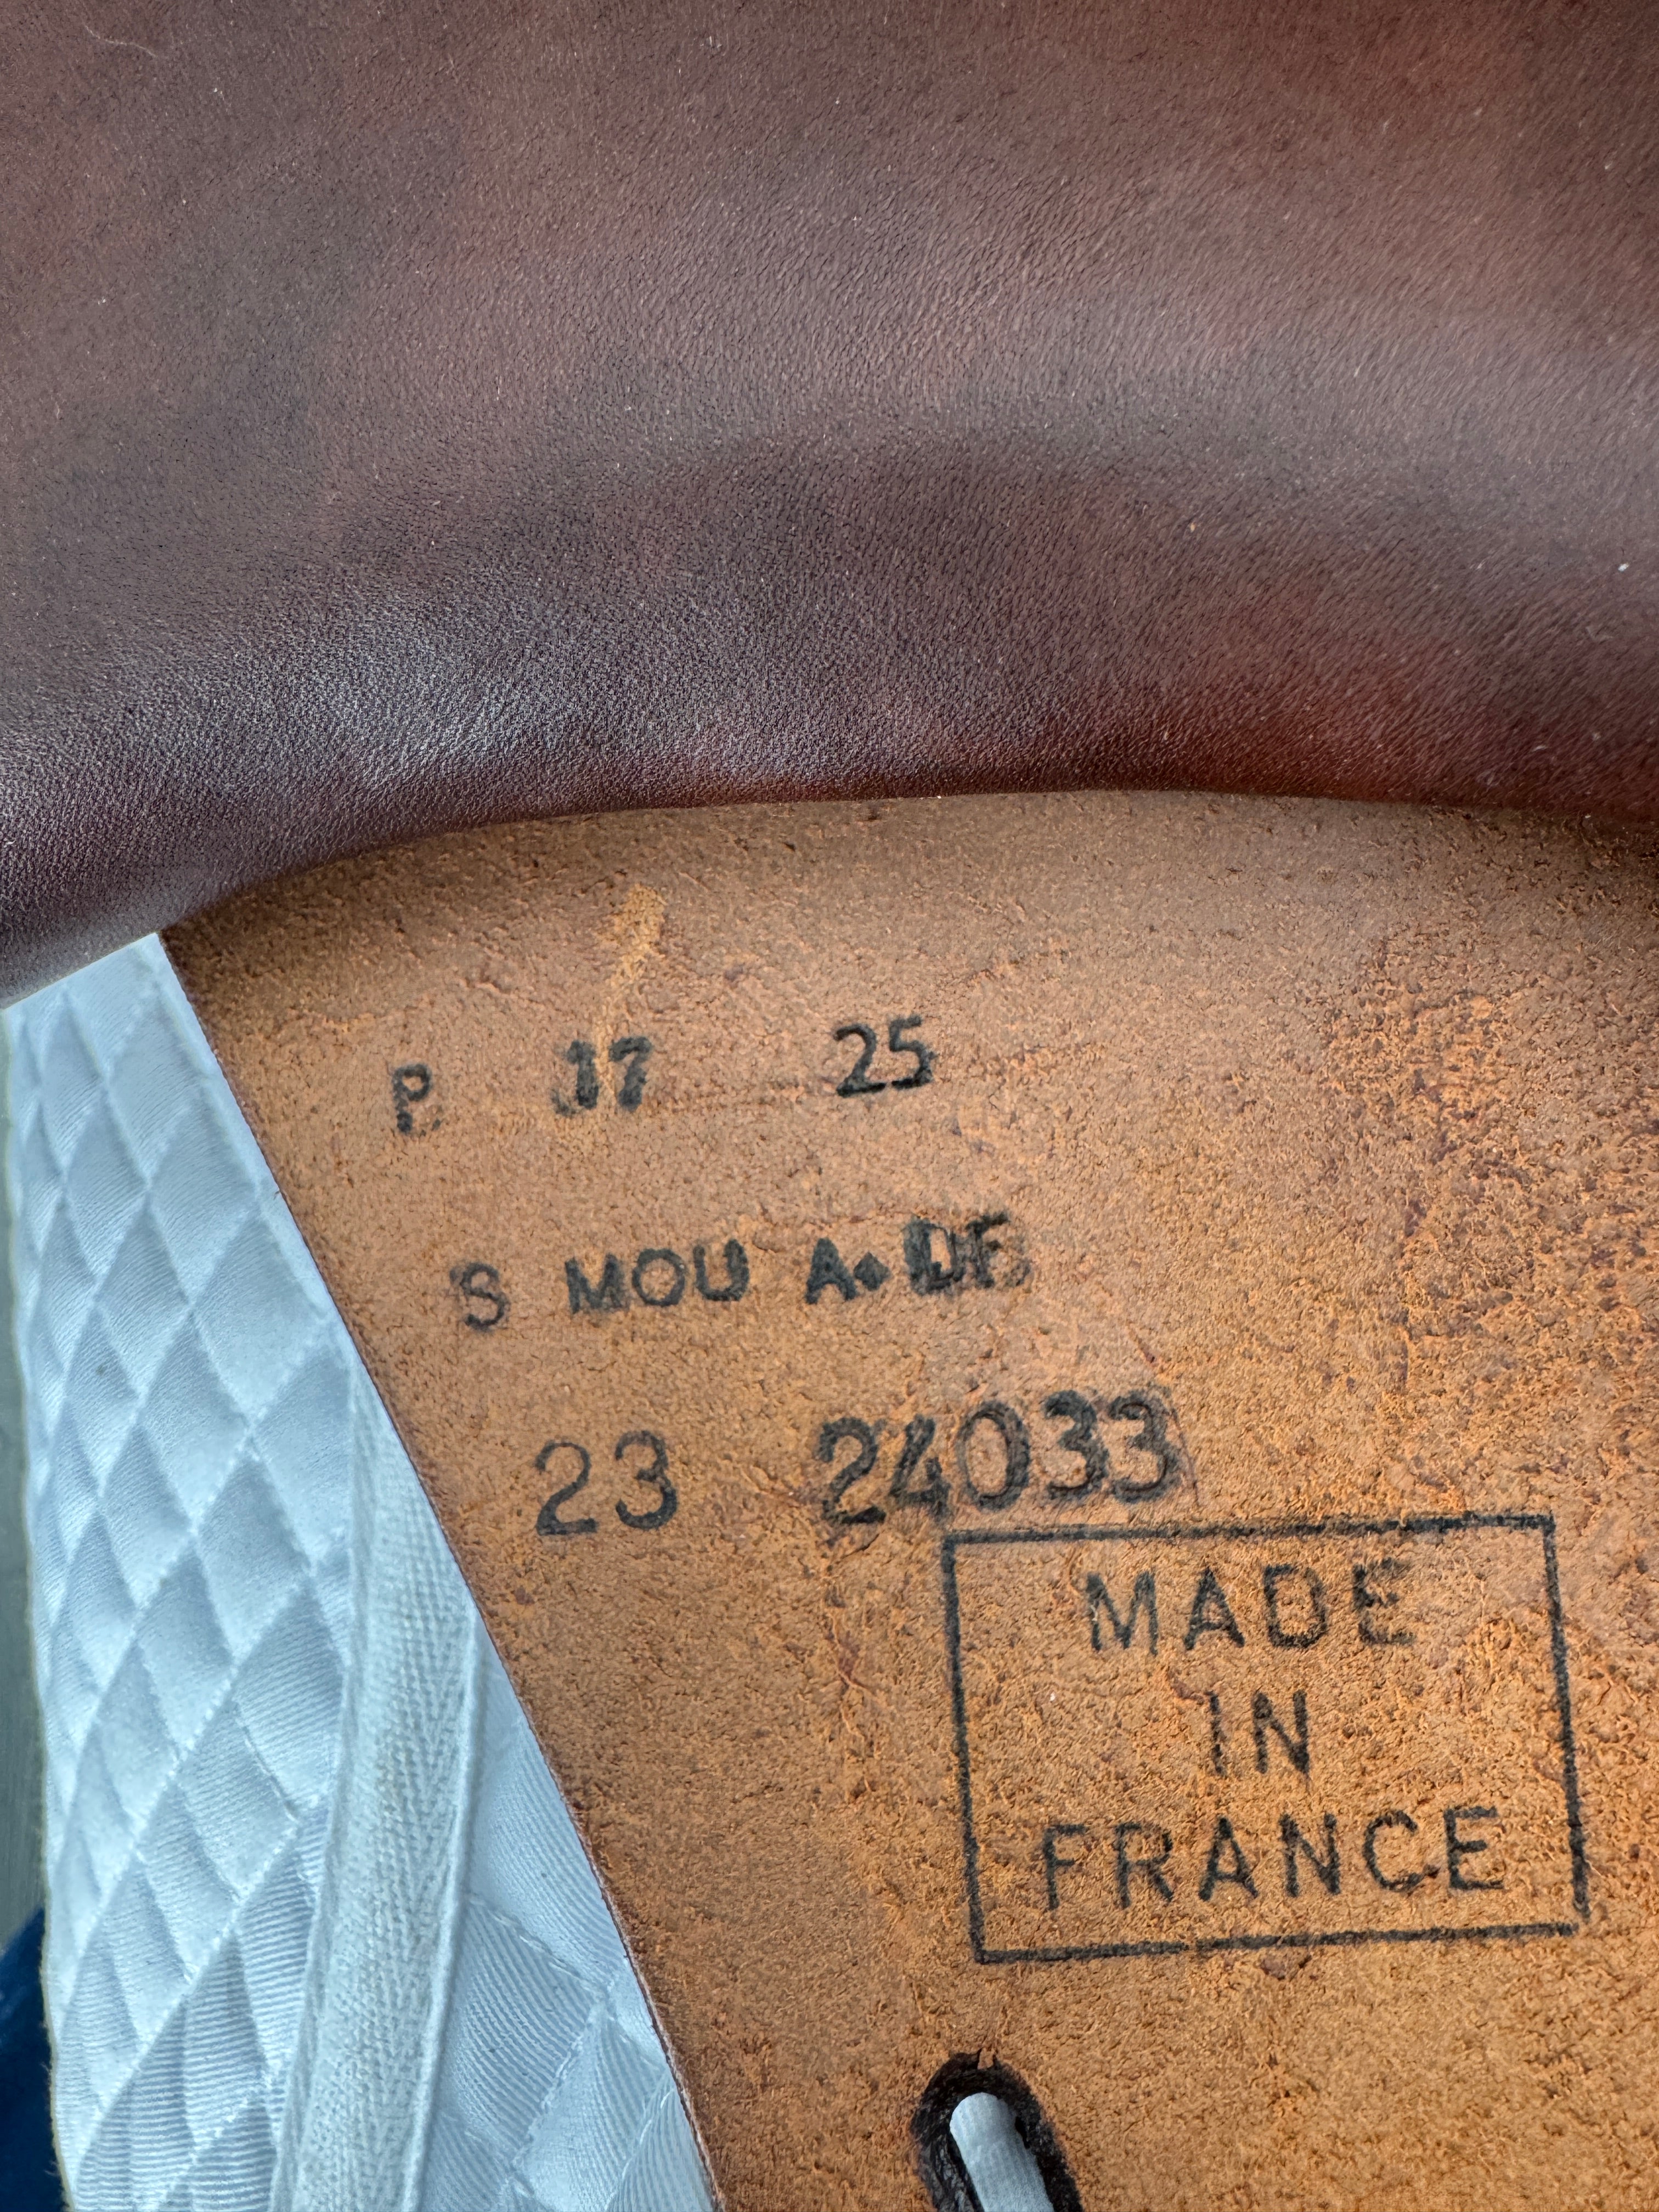 P 17 25
S MOU A◆DF
23 24033
MADE
IN
FRANCE